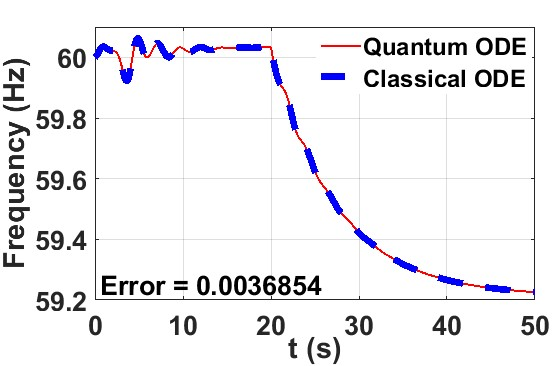 Quantum ODE
Classical ODE
Frequency (Hz)
60
59.8
59.6
59.4
59.2
Error = 0.0036854
0 10 20 30 40 50
t (s)